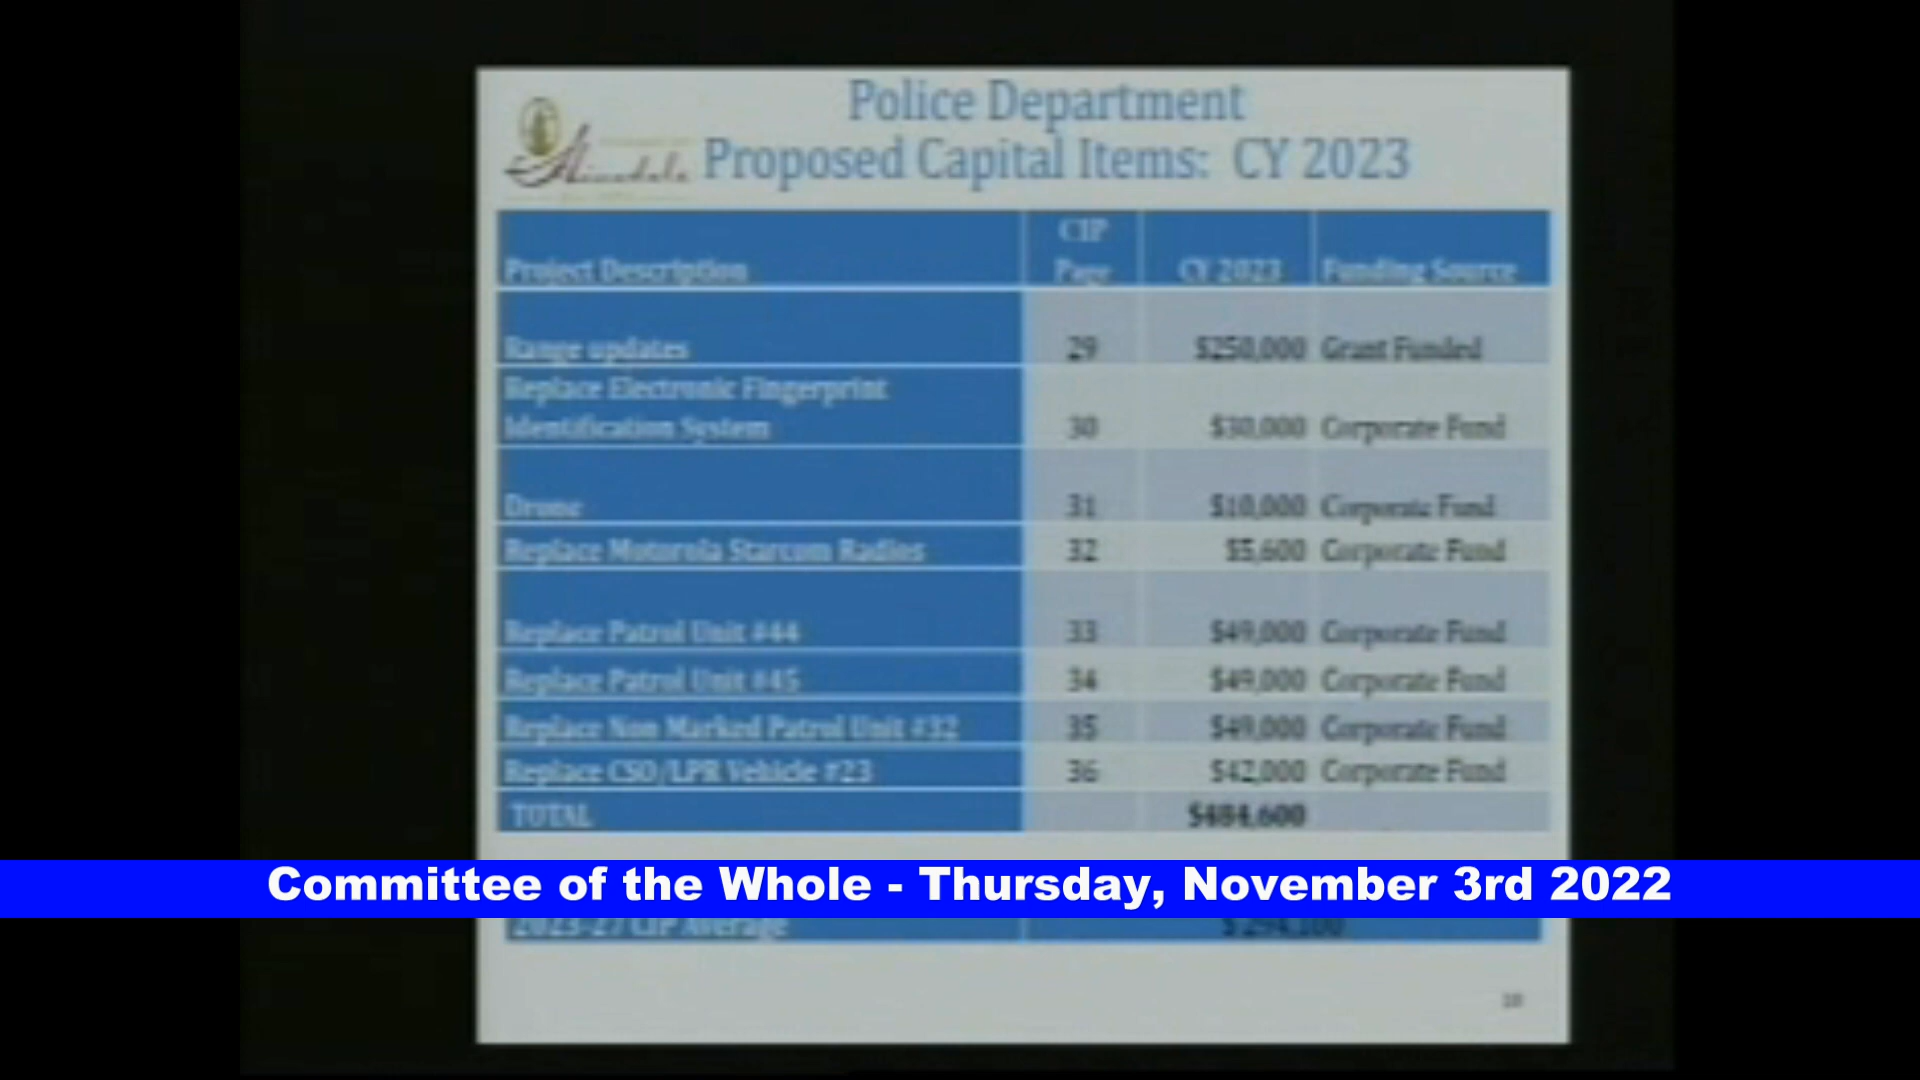 Police Department
Hinsdale
Proposed Capital Items: CY 2023
Project Description CIP Page CY 2023 Funding Source
Range updates 29 $250,000 Grant Funded
Replace Electronic Fingerprint
Identification System 30 $30,000 Corporate Fund
Drone 31 $10,000 Corporate Fund
Replace Motorola Starcom Radios 32 $5,600 Corporate Fund
Replace Patrol Unit #44 33 $49,000 Corporate Fund
Replace Patrol Unit #45 34 $49,000 Corporate Fund
Replace Non Marked Patrol Unit #32 35 $49,000 Corporate Fund
Replace CSO/LPR Vehicle #23 36 $42,000 Corporate Fund
TOTAL $484,600
Committee of the Whole - Thursday, November 3rd 2022
2023-27 CIP Average